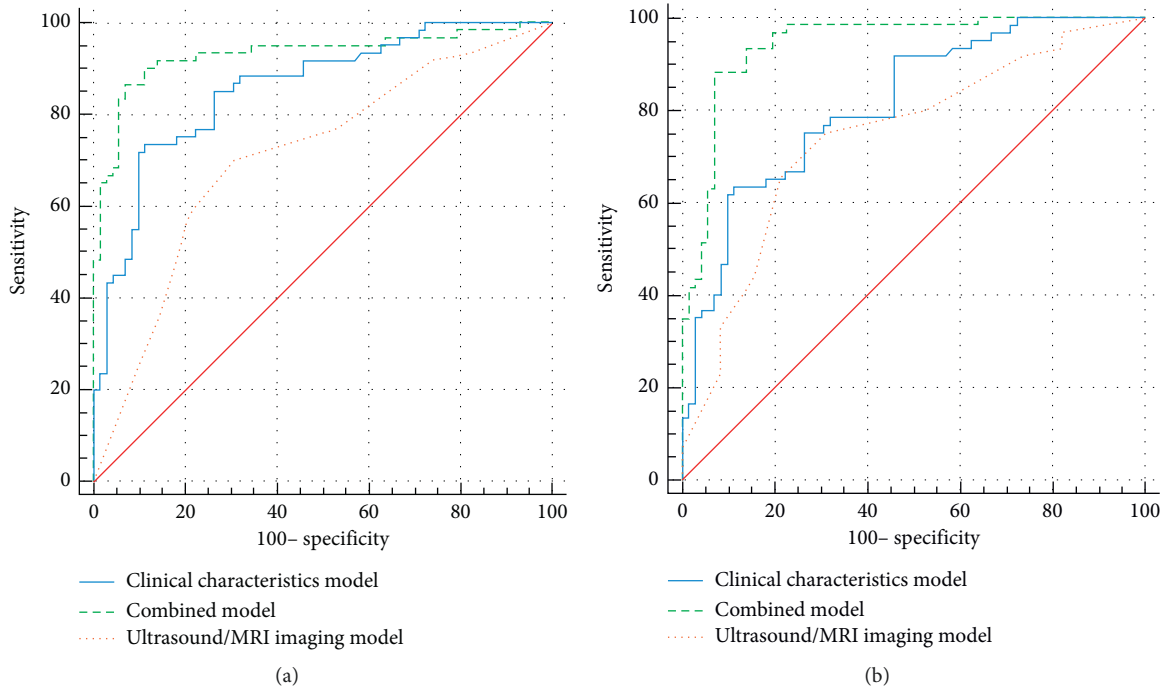 100
80
60
40
20
0
Sensitivity
0 20 40 60 80 100
100– specificity
Clinical characteristics model
Combined model
Ultrasound/MRI imaging model
(a)
100
80
60
40
20
0
Sensitivity
0 20 40 60 80 100
100– specificity
Clinical characteristics model
Combined model
Ultrasound/MRI imaging model
(b)